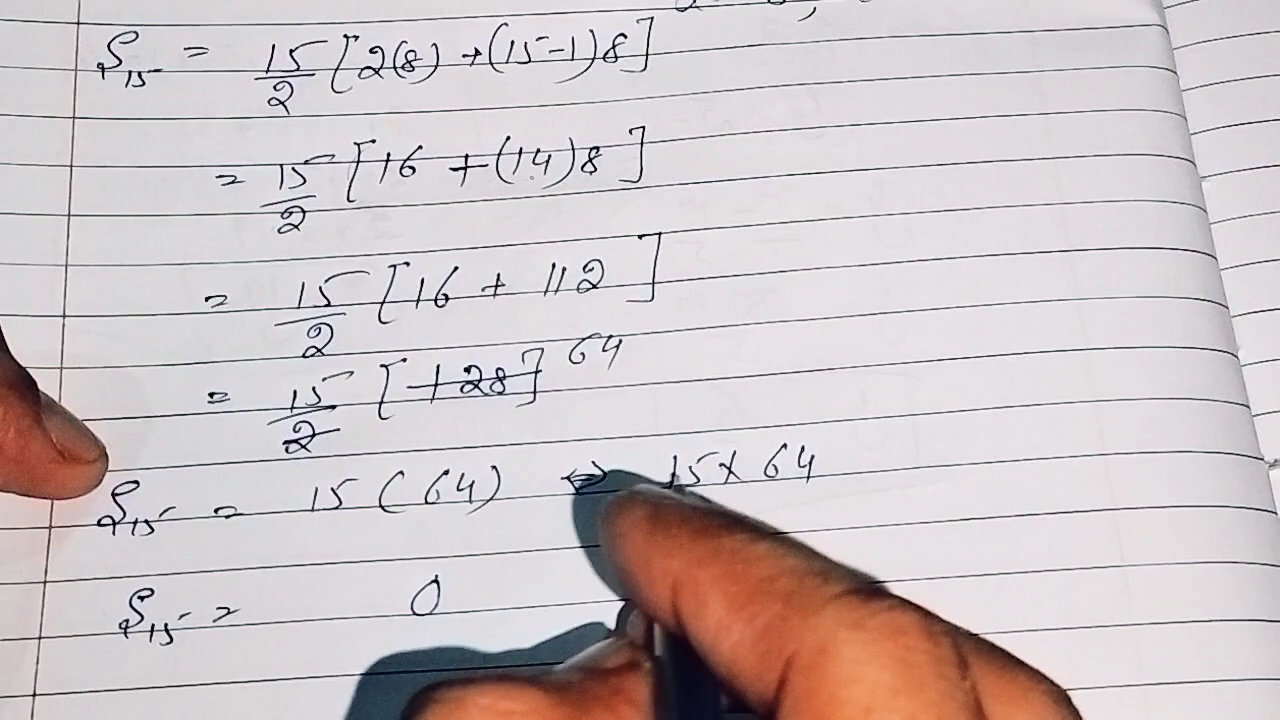 S₁₅ = 15/2 [2(8) + (15-1)8]
= 15/2 [16 + (14)8]
= 15/2 [16 + 112]
= 15/2 [128] 64
S₁₅ = 15(64) ⇔ 15×64
S₁₅ = 0